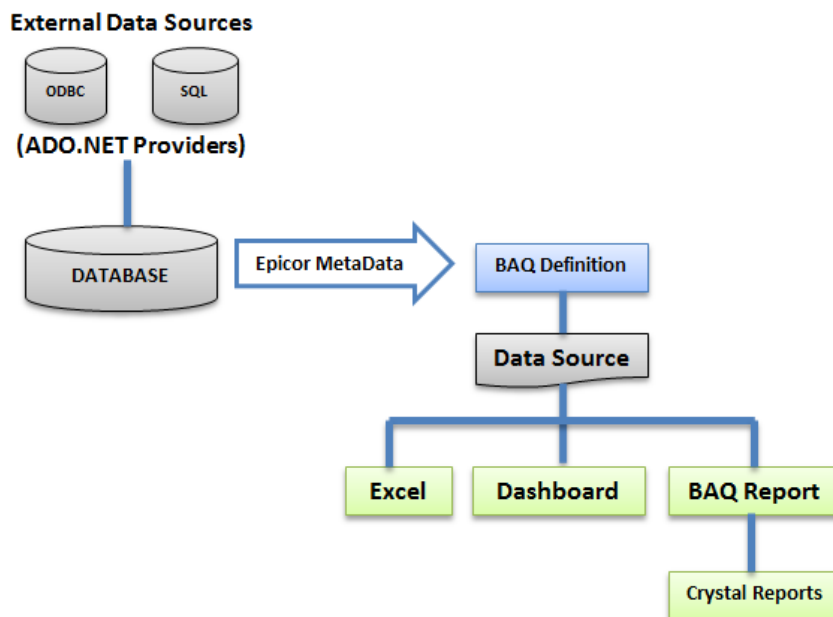 External Data Sources
ODBC
SQL
(ADO.NET Providers)
DATABASE
Epicor MetaData
BAQ Definition
Data Source
Excel
Dashboard
BAQ Report
Crystal Reports